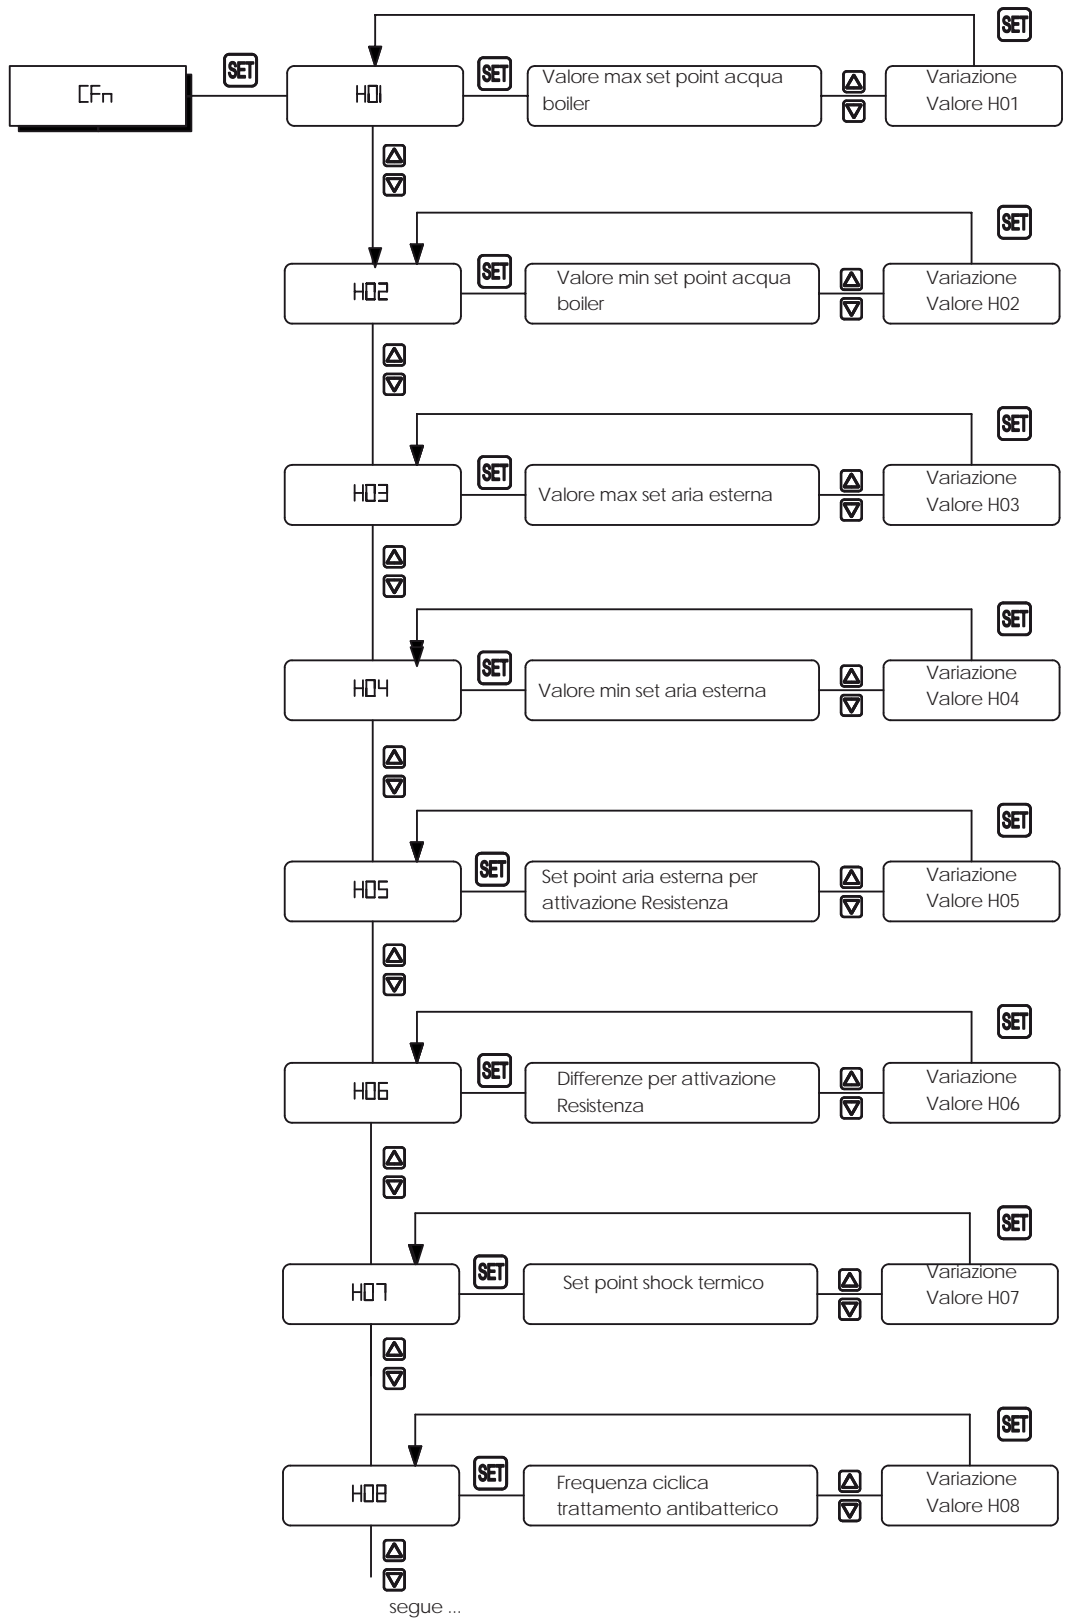 SET
CFn
SET
H01
SET
Valore max set point acqua
boiler
Variazione
Valore H01
SET
H02
SET
Valore min set point acqua
boiler
Variazione
Valore H02
SET
H03
SET
Valore max set aria esterna
Variazione
Valore H03
SET
H04
SET
Valore min set aria esterna
Variazione
Valore H04
SET
H05
SET
Set point aria esterna per
attivazione Resistenza
Variazione
Valore H05
SET
H06
SET
Differenze per attivazione
Resistenza
Variazione
Valore H06
SET
H07
SET
Set point shock termico
Variazione
Valore H07
SET
H08
SET
Frequenza ciclica
trattamento antibatterico
Variazione
Valore H08
segue ...